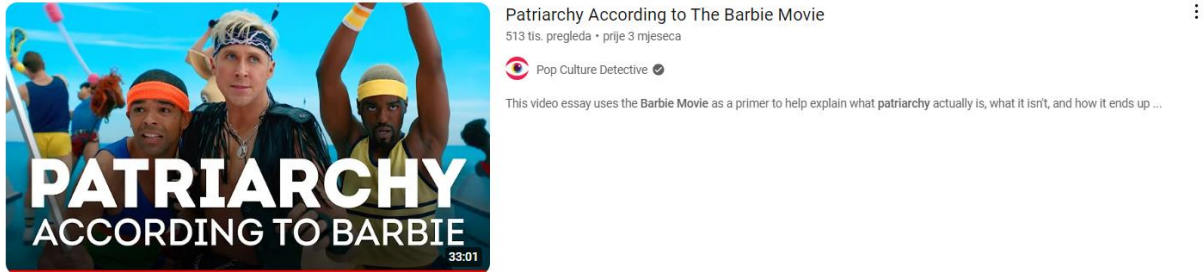 PATRIARCHY
ACCORDING TO BARBIE
33:01
Patriarchy According to The Barbie Movie
513 tis. pregleda • prije 3 mjeseca
Pop Culture Detective
This video essay uses the Barbie Movie as a primer to help explain what patriarchy actually is, what it isn't, and how it ends up ...